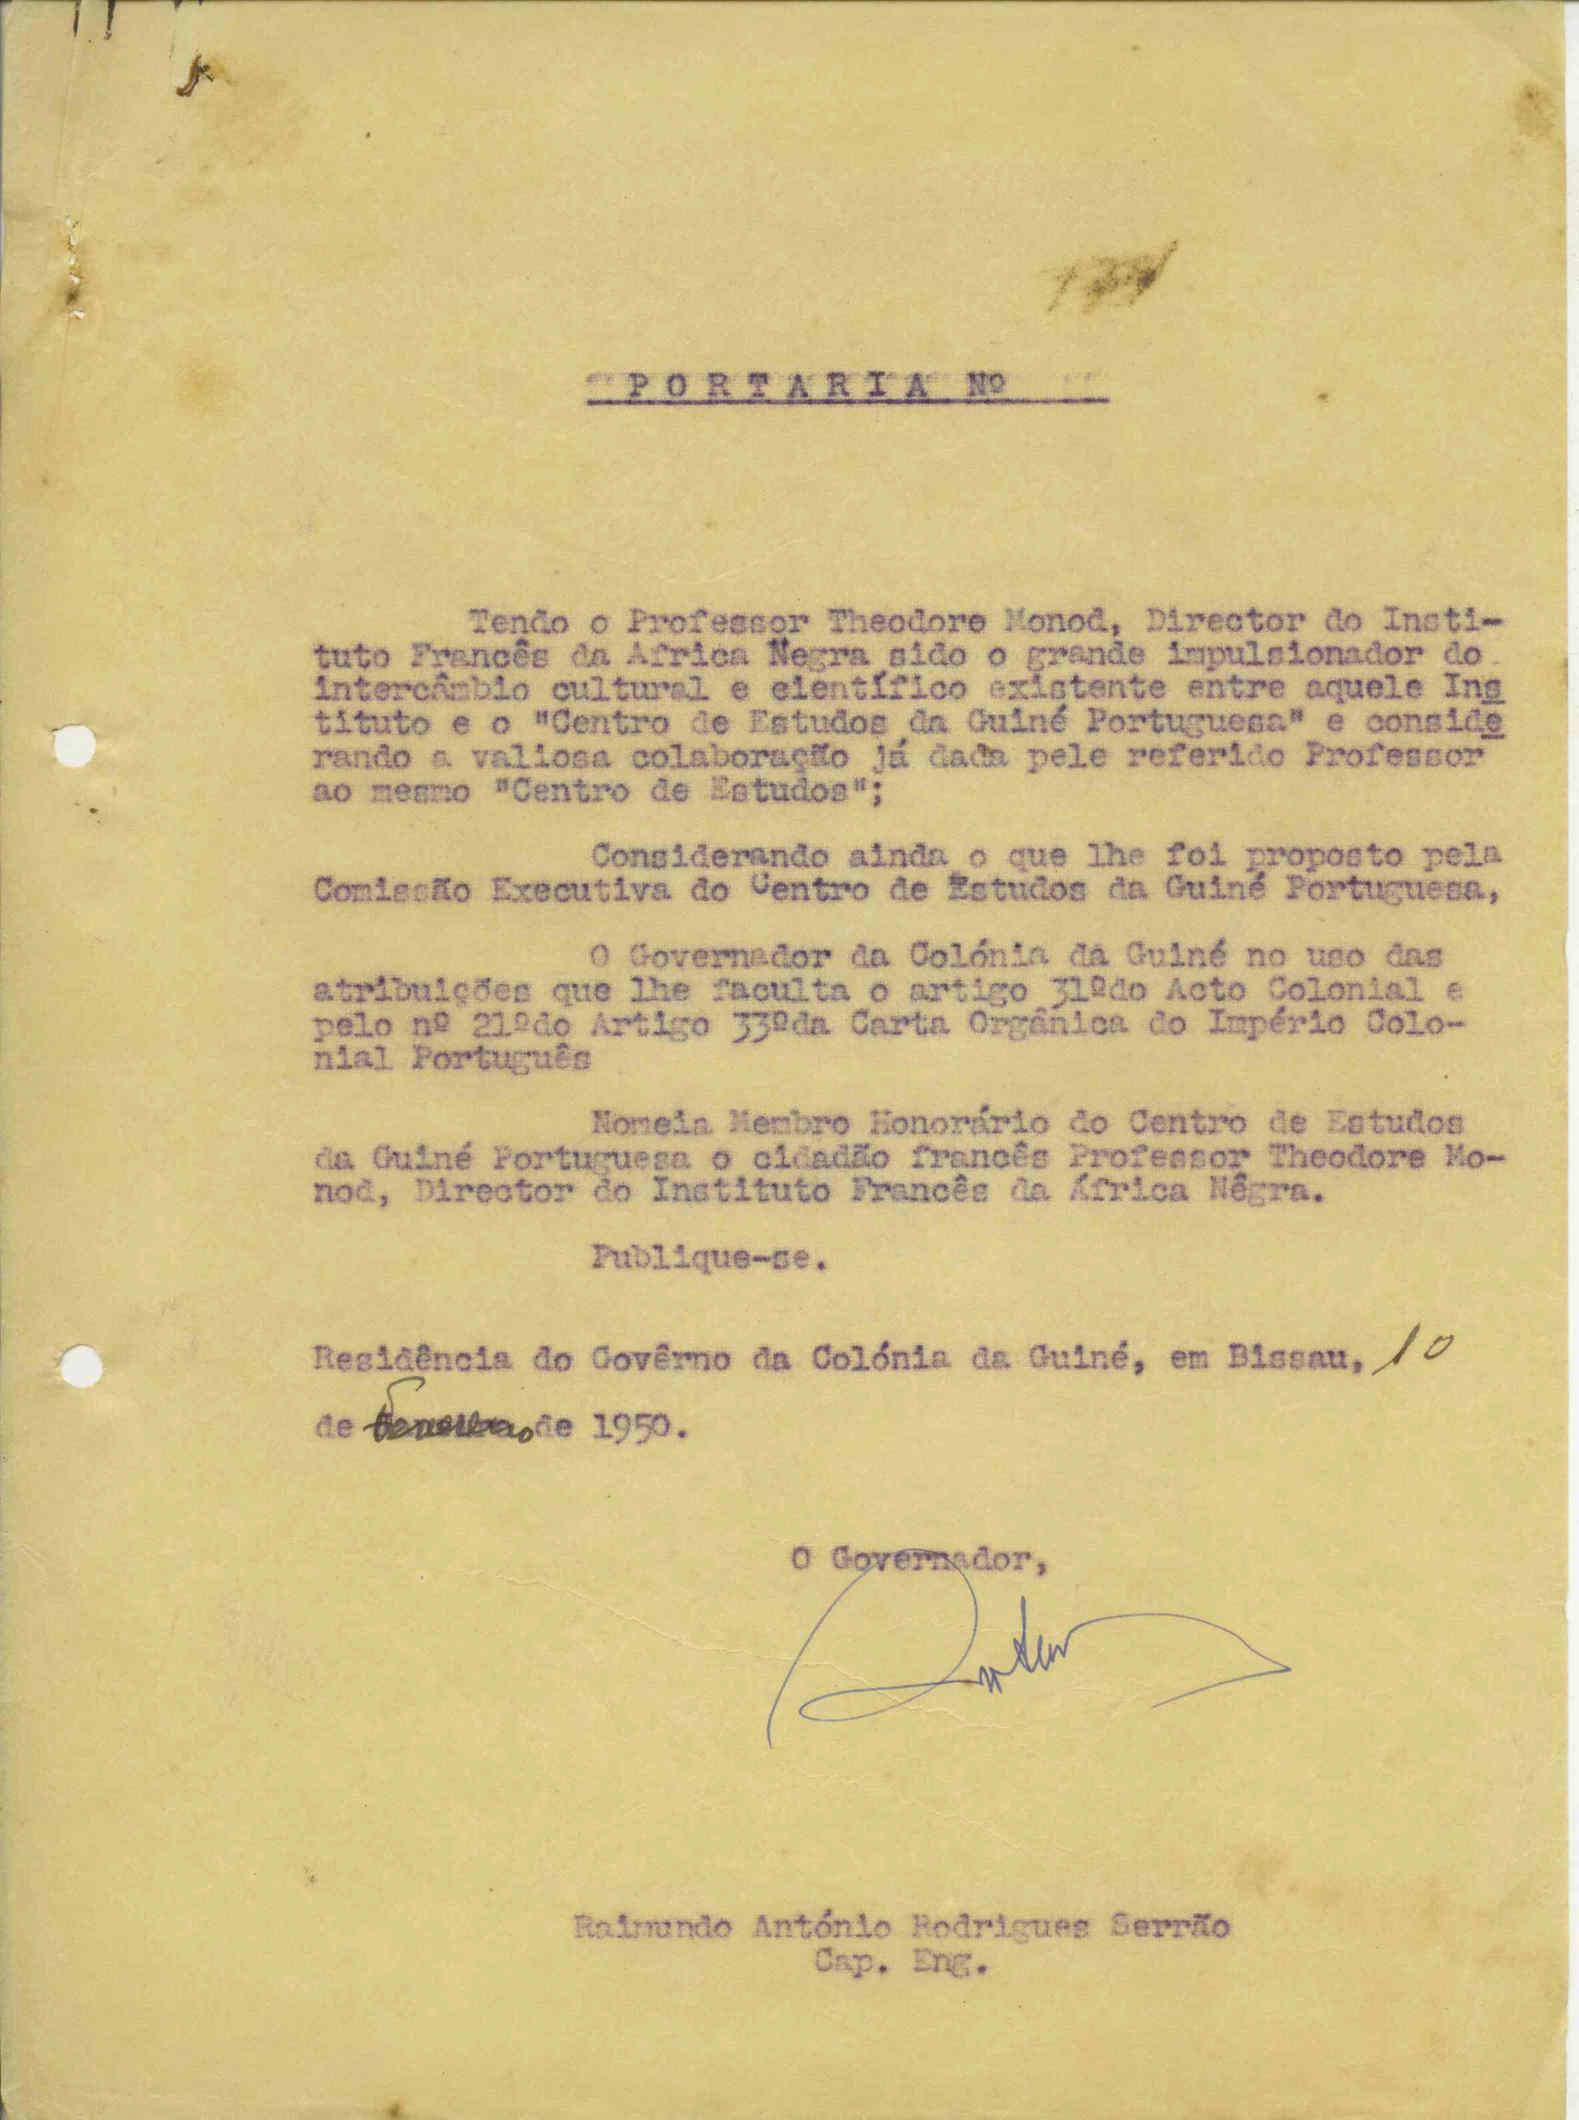 PORTARIA Nº
Tendo o Professor Theodore Monod, Director do Insti-
tuto Francês da Africa Negra sido o grande impulsionador do
intercâmbio cultural e eientífico existente entre aquele Ins
tituto e o "Centro de Estudos da Guiné Portuguesa" e conside
rando a valiosa colaboração já dada pele referido Professor
ao mesmo "Centro de Estudos";
Considerando ainda o que lhe foi proposto pela
Comissão Executiva do Centro de Estudos da Guiné Portuguesa,
O Governador da Colónia da Guiné no uso das
atribuições que lhe faculta o artigo 31ºdo Acto Colonial e
pelo nº 21ºdo Artigo 33ºda Carta Orgânica do Império Colo-
nial Português
Nomeia Membro Honorário do Centro de Estudos
da Guiné Portuguesa o cidadão francês Professor Theodore Mo-
nod, Director do Instituto Francês da África Nêgra.
Publique-se.
Residência do Govêrno da Colónia da Guiné, em Bissau, 10
de de 1950.
O Governador,
Raimundo António Rodrigues Serrão
Cap. Eng.